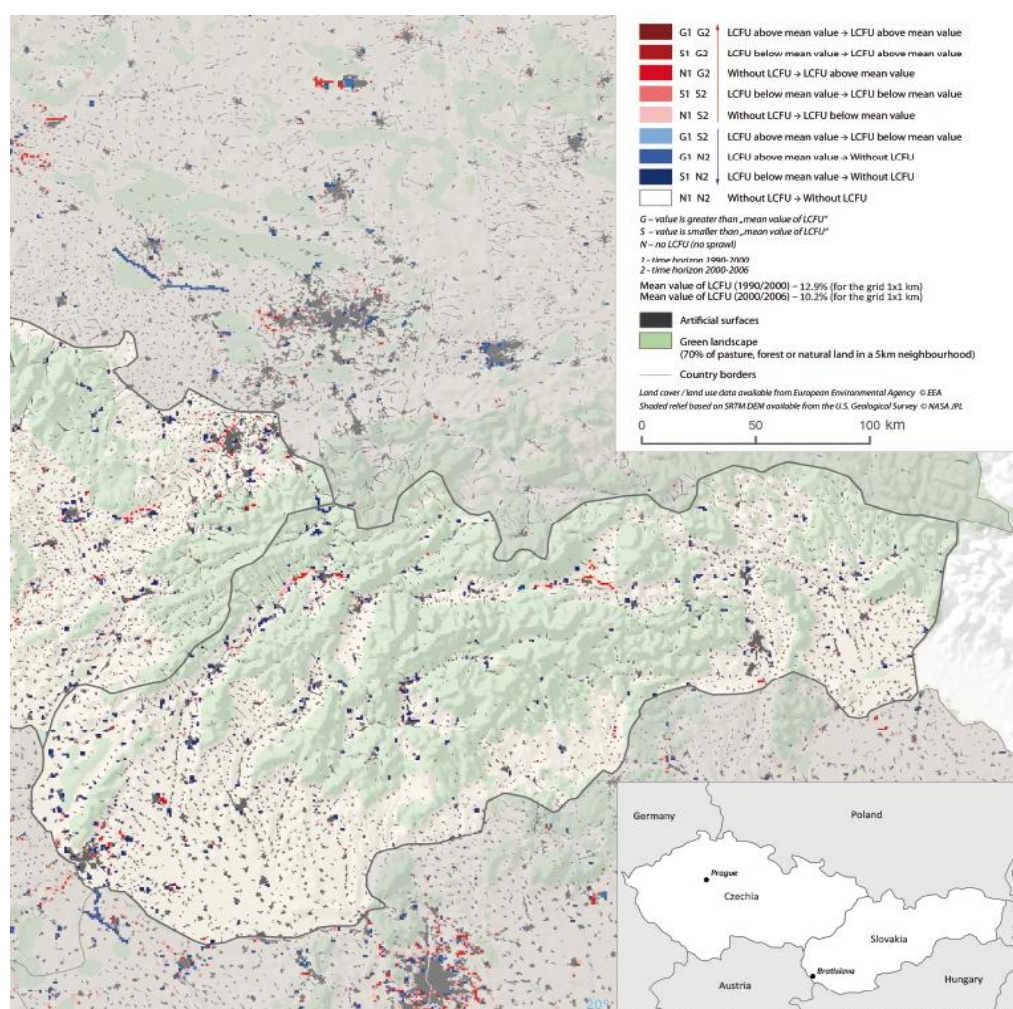 G1 G2 LCFU above mean value → LCFU above mean value
S1 G2 LCFU below mean value → LCFU above mean value
N1 G2 Without LCFU → LCFU above mean value
S1 S2 LCFU below mean value → LCFU below mean value
N1 S2 Without LCFU → LCFU below mean value
G1 S2 LCFU above mean value → LCFU below mean value
G1 N2 LCFU above mean value → Without LCFU
S1 N2 LCFU below mean value → Without LCFU
N1 N2 Without LCFU → Without LCFU
G – value is greater than „mean value of LCFU“
S – value is smaller than „mean value of LCFU“
N – no LCFU (no sprawl)
1 - time horizon 1990-2000
2 - time horizon 2000-2006
Mean value of LCFU (1990/2000) – 12.9% (for the grid 1x1 km)
Mean value of LCFU (2000/2006) – 10.2% (for the grid 1x1 km)
Artificial surfaces
Green landscape
(70% of pasture, forest or natural land in a 5km neighbourhood)
Country borders
Land cover / land use data available from European Environmental Agency © EEA
Shaded relief based on SRTM DEM available from the U.S. Geological Survey © NASA JPL
0 50 100 km
Germany
Poland
Prague
Czechia
Slovakia
Bratislava
Austria
Hungary